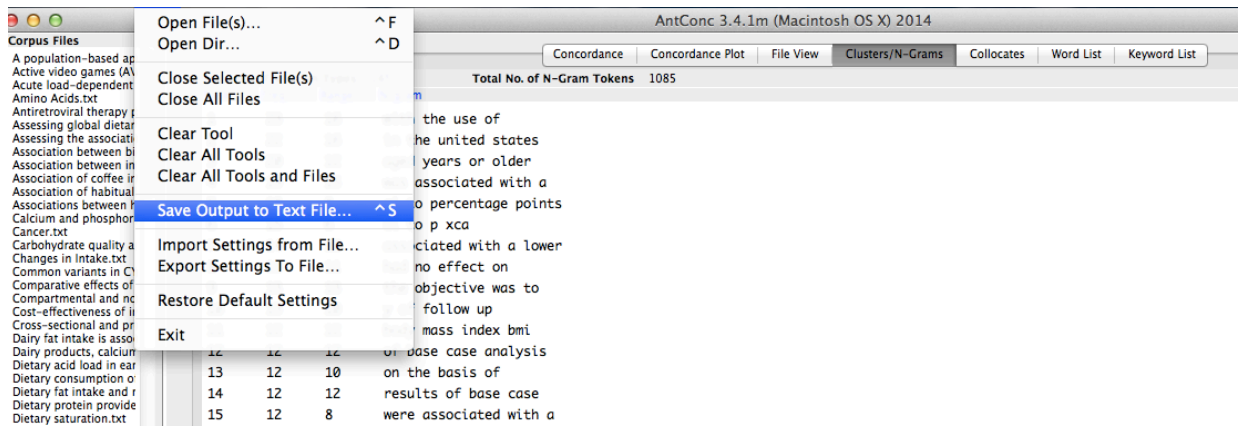 AntConc 3.4.1m (Macintosh OS X) 2014
Corpus Files
A population-based ap
Active video games (AV
Acute load-dependent
Amino Acids.txt
Antiretroviral therapy p
Assessing global dietar
Assessing the associati
Association between bi
Association between in
Association of coffee in
Association of habitual
Associations between h
Calcium and phosphor
Cancer.txt
Carbohydrate quality a
Changes in Intake.txt
Common variants in CY
Comparative effects of
Compartmental and no
Cost-effectiveness of i
Cross-sectional and pr
Dairy fat intake is asso
Dairy products, calcium
Dietary acid load in ear
Dietary consumption o
Dietary fat intake and r
Dietary protein provide
Dietary saturation.txt
Open File(s)... ^F
Open Dir... ^D
Close Selected File(s)
Close All Files
Clear Tool
Clear All Tools
Clear All Tools and Files
Save Output to Text File... ^S
Import Settings from File...
Export Settings To File...
Restore Default Settings
Exit
Concordance Concordance Plot File View Clusters/N-Grams Collocates Word List Keyword List
Total No. of N-Gram Tokens 1085
the use of
the united states
years or older
associated with a
o percentage points
o p xca
ciated with a lower
no effect on
objective was to
follow up
mass index bmi
12 12 12 of base case analysis
13 12 10 on the basis of
14 12 12 results of base case
15 12 8 were associated with a